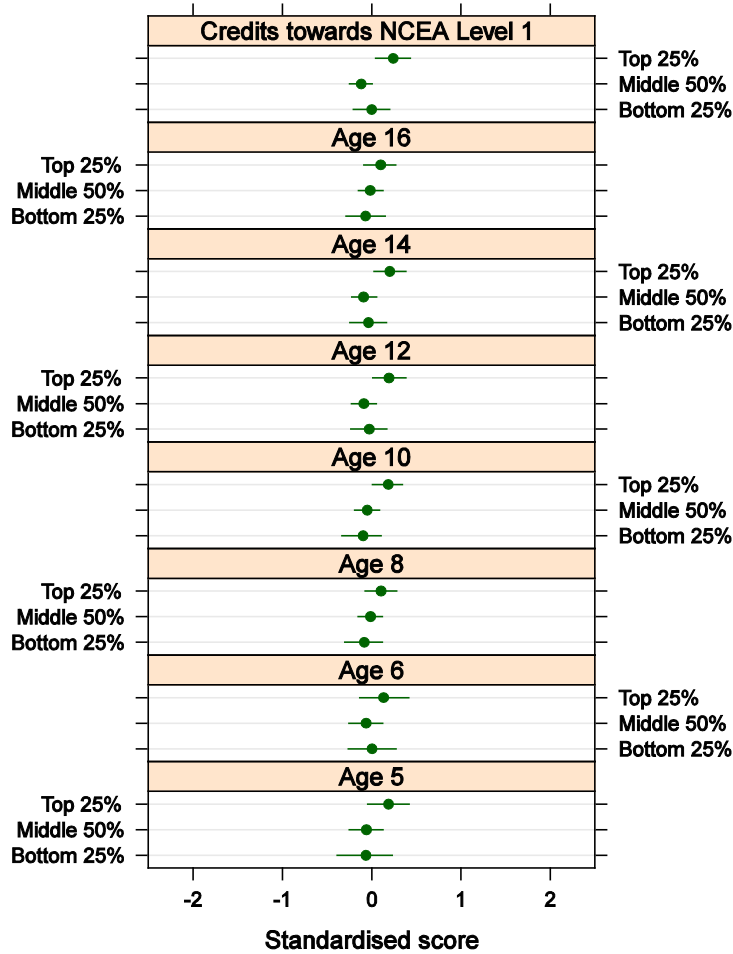 Credits towards NCEA Level 1
Top 25%
Middle 50%
Bottom 25%
Age 16
Top 25%
Middle 50%
Bottom 25%
Age 14
Top 25%
Middle 50%
Bottom 25%
Age 12
Top 25%
Middle 50%
Bottom 25%
Age 10
Top 25%
Middle 50%
Bottom 25%
Age 8
Top 25%
Middle 50%
Bottom 25%
Age 6
Top 25%
Middle 50%
Bottom 25%
Age 5
Top 25%
Middle 50%
Bottom 25%
-2 -1 0 1 2
Standardised score